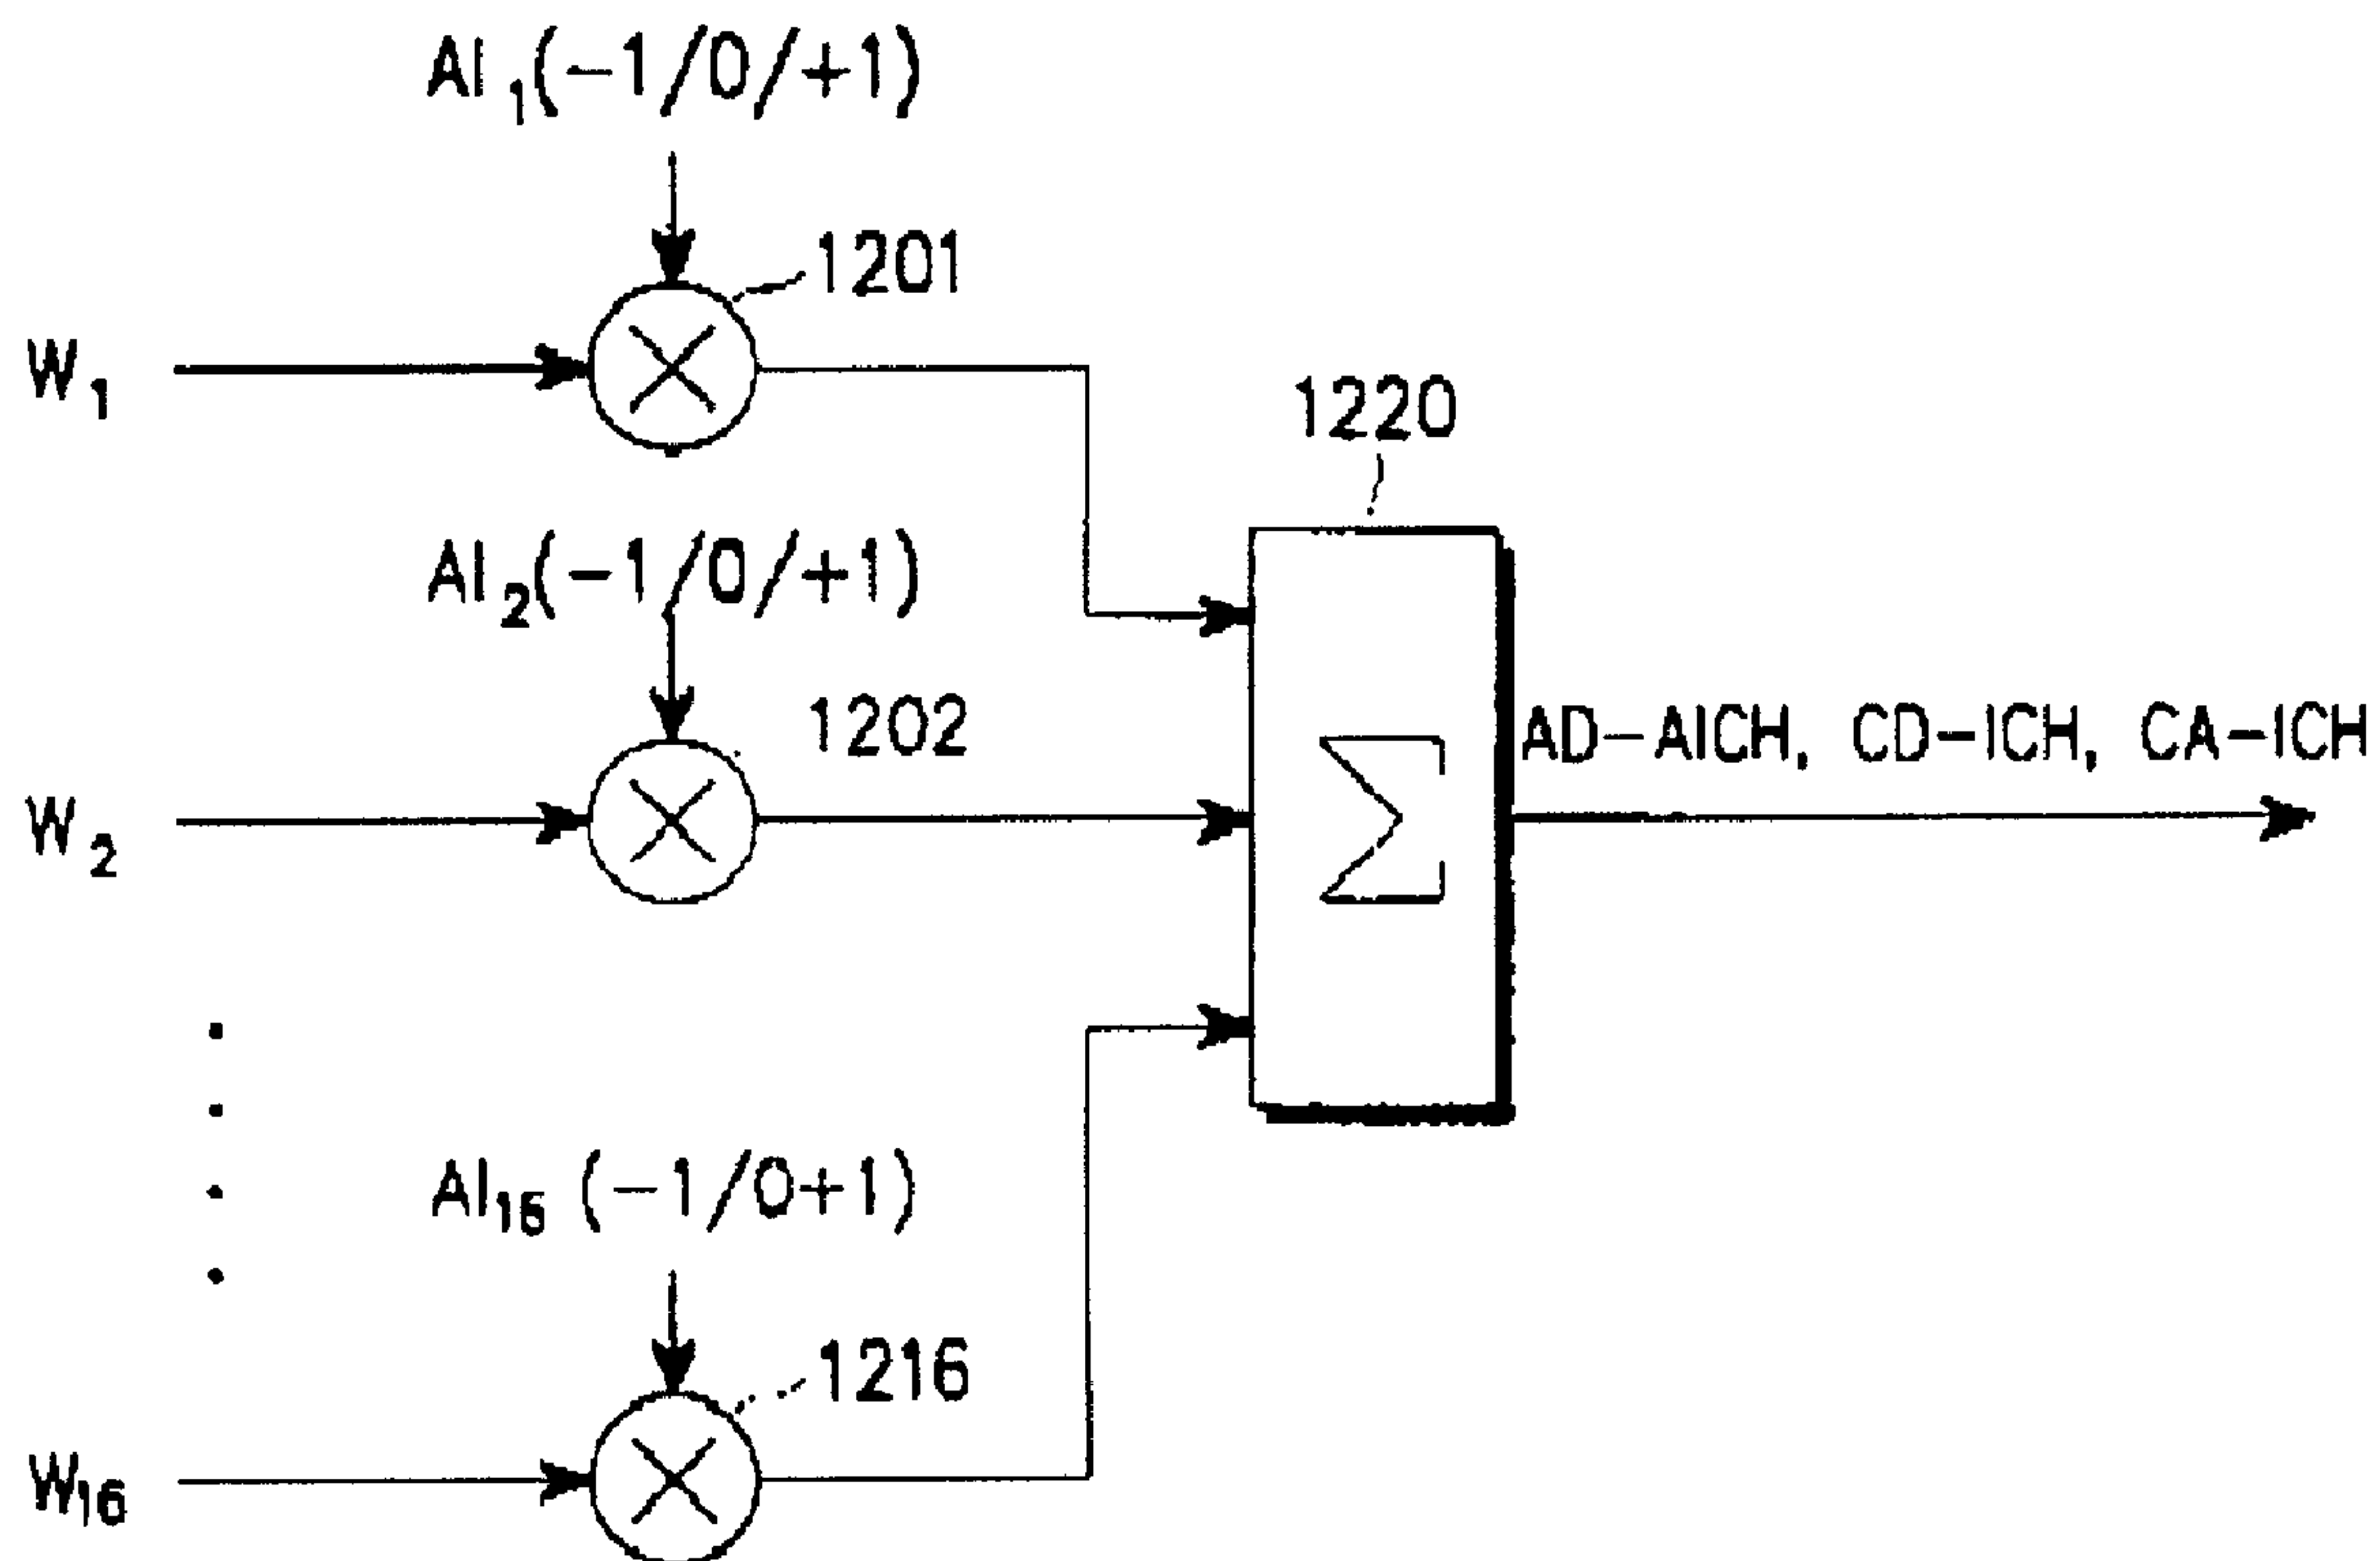 AI1(-1/0/+1)
1201
W1
1220
AI2(-1/0/+1)
1202
AD-AICH, CD-ICH, CA-ICH
W2
Σ
AI16 (-1/0+1)
1216
W16